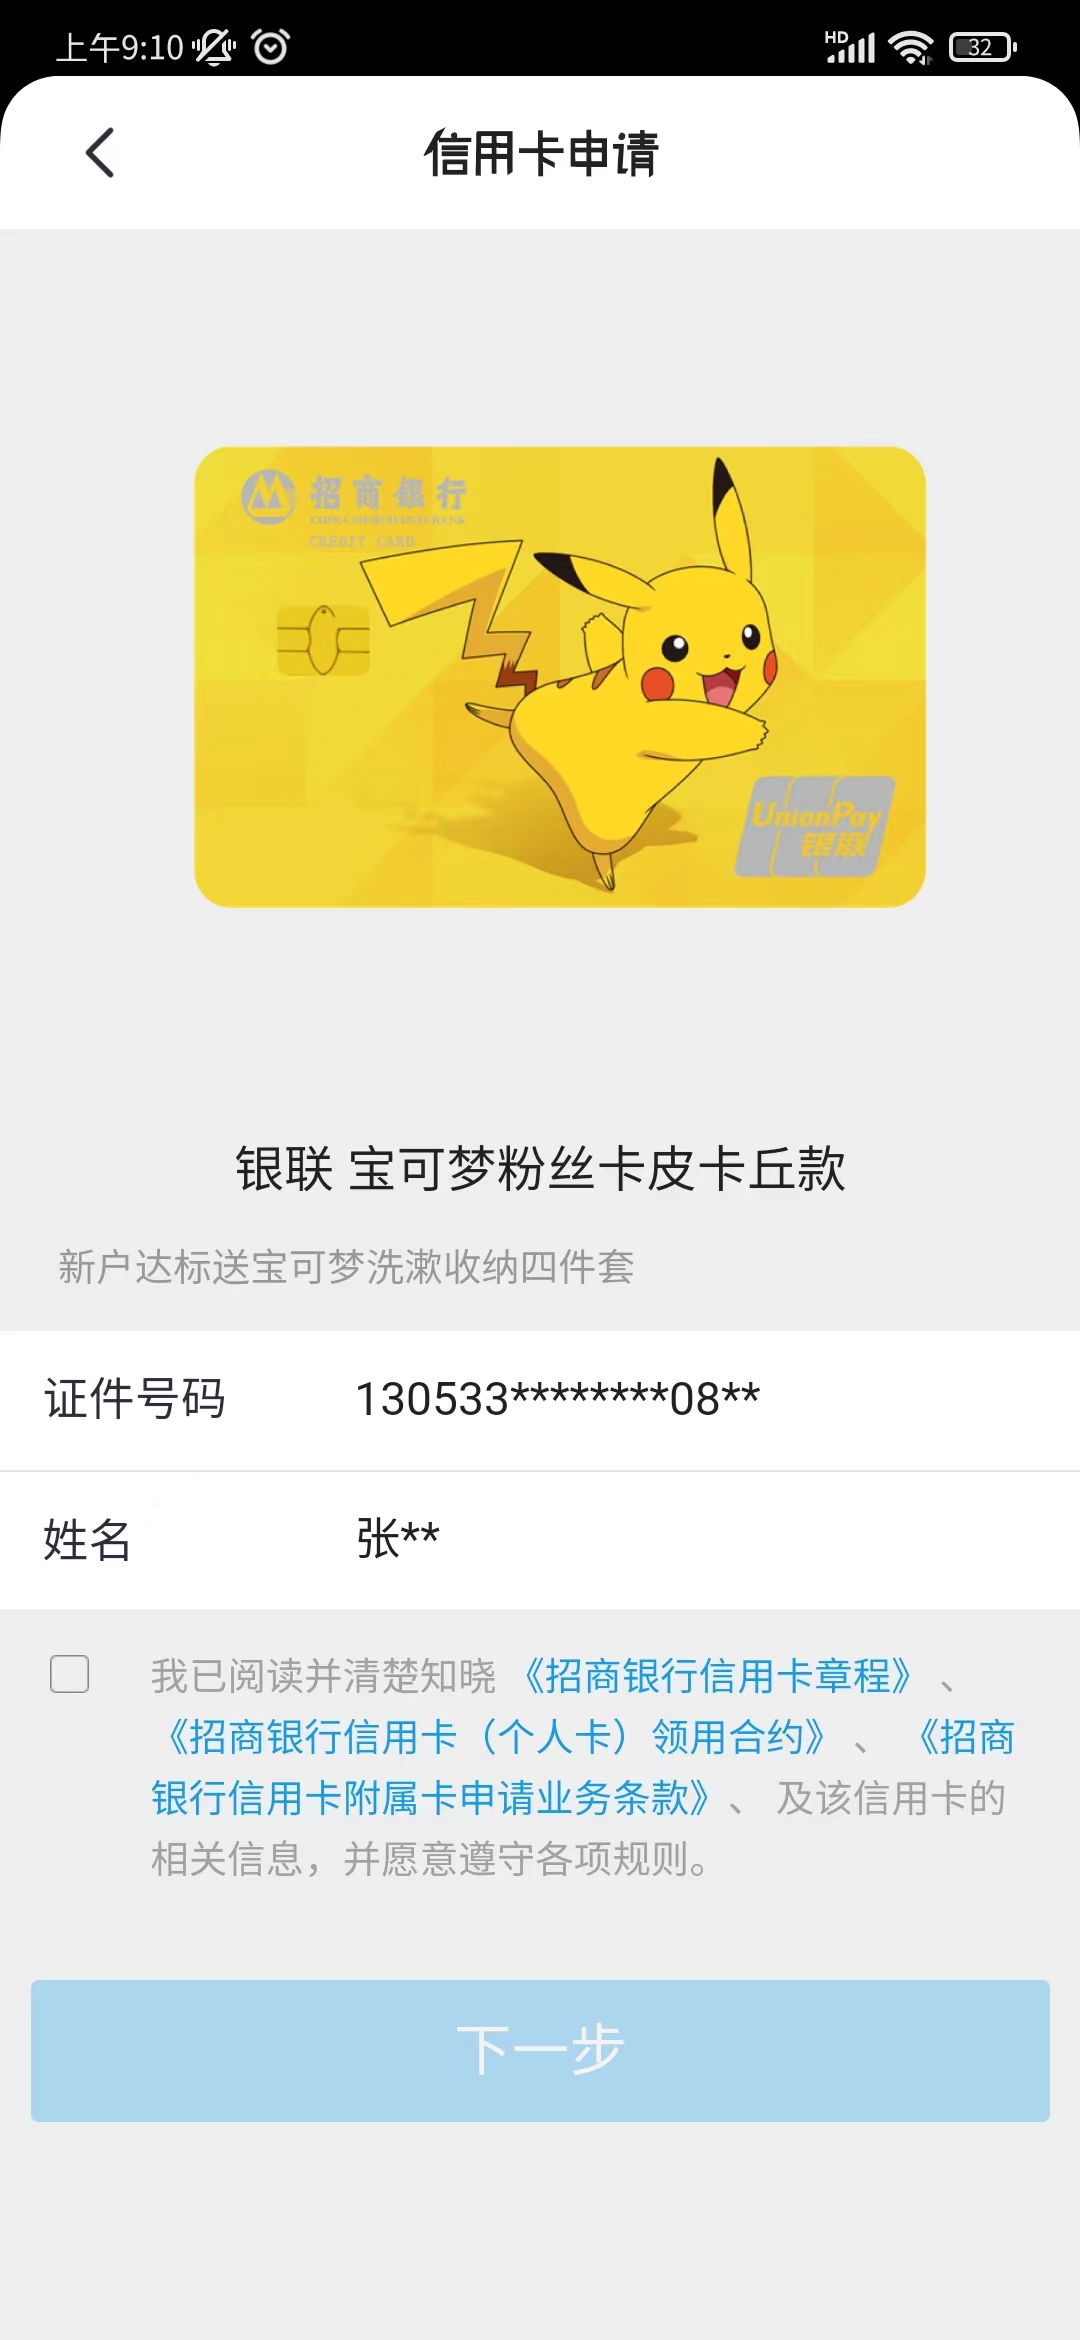 上午9:10
HD
32
信用卡申请
招商银行
CHINA MERCHANTS BANK
CREDIT CARD
UnionPay
银联
银联 宝可梦粉丝卡皮卡丘款
新户达标送宝可梦洗漱收纳四件套
证件号码 130533********08**
姓名 张**
我已阅读并清楚知晓 《招商银行信用卡章程》 、
《招商银行信用卡（个人卡）领用合约》 、 《招商
银行信用卡附属卡申请业务条款》、 及该信用卡的
相关信息，并愿意遵守各项规则。
下一步